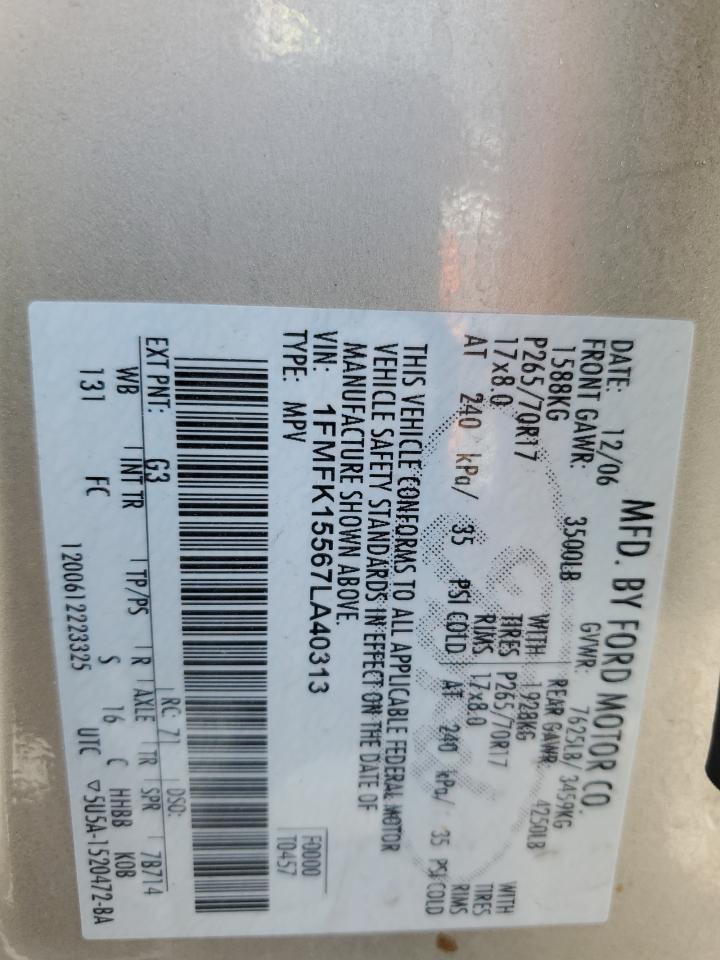 MFD. BY FORD MOTOR CO.
DATE: 12/06 GVWR: 7625LB/ 3459KG
FRONT GAWR: 3500LB REAR GAWR: 4250LB
1588KG WITH 1928KG WITH
P265/70R17 TIRES P265/70R17 TIRES
17x8.0 RIMS 17x8.0 RIMS
AT 240 kPa/ 35 PSI COLD AT 240 kPa/ 35 PSI COLD
THIS VEHICLE CONFORMS TO ALL APPLICABLE FEDERAL MOTOR
VEHICLE SAFETY STANDARDS IN EFFECT ON THE DATE OF
MANUFACTURE SHOWN ABOVE.
VIN: 1FMFK15567LA40313 F0000
TYPE: MPV T0457
EXT PNT: G3 RC: 71 DSO:
WB INT TR TP/PS R AXLE TR SPR 7B714
131 FC S 16 C HHBB K0B
1200612223325 UTC ▽5U5A-1520472-BA